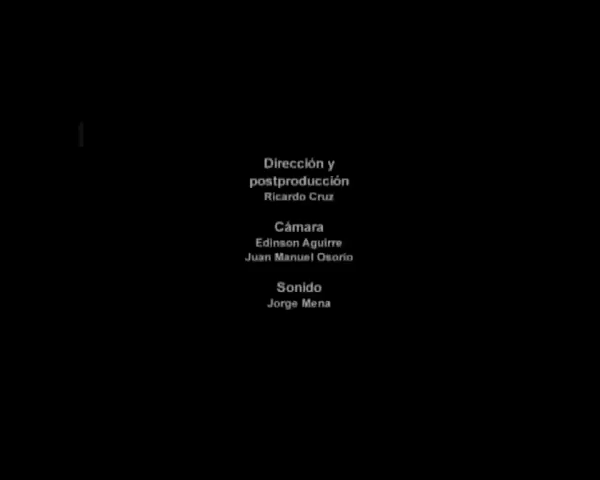 Dirección y
postproducción
Ricardo Cruz
Cámara
Edinson Aguirre
Juan Manuel Osorio
Sonido
Jorge Mena